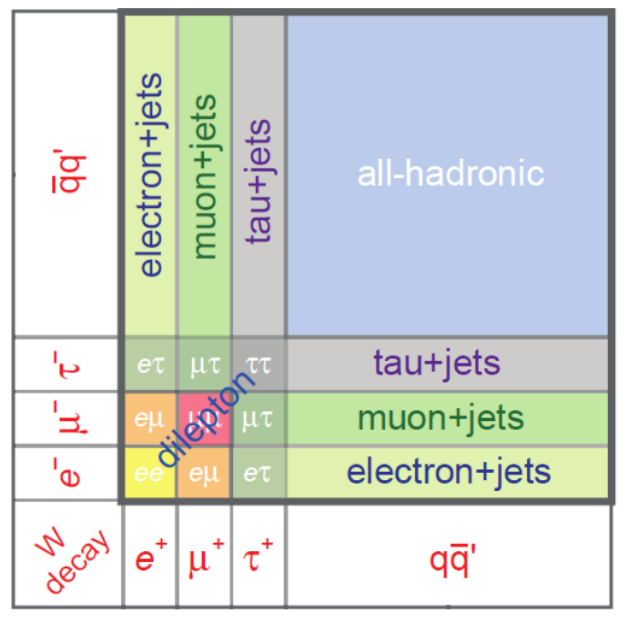 q̄q'
electron+jets
muon+jets
tau+jets
all-hadronic
τ⁻
eτ
μτ
ττ
tau+jets
μ⁻
eμ
μμ
μτ
muon+jets
dilepton
e⁻
ee
eμ
eτ
electron+jets
W
decay
e⁺
μ⁺
τ⁺
qq̄'